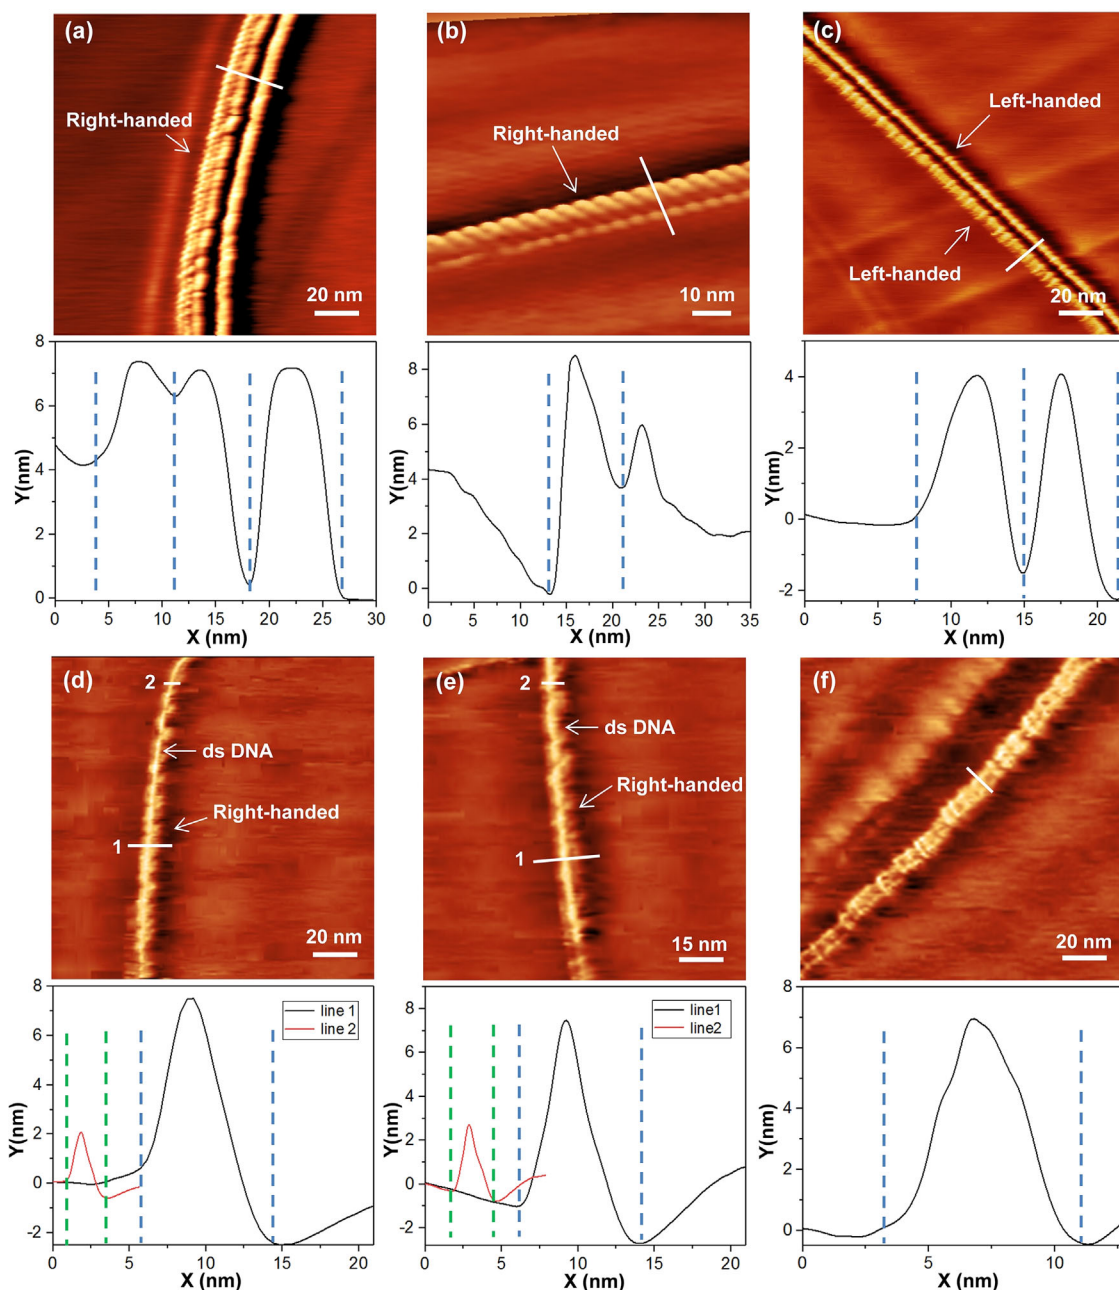 (a)
Right-handed
20 nm
(b)
Right-handed
10 nm
(c)
Left-handed
Left-handed
20 nm
8
6
4
2
0
Y(nm)
0 5 10 15 20 25 30
X (nm)
8
6
4
2
0
Y(nm)
0 5 10 15 20 25 30 35
X (nm)
4
2
0
-2
Y(nm)
0 5 10 15 20
X (nm)
(d)
2
ds DNA
Right-handed
1
20 nm
(e)
2
ds DNA
Right-handed
1
15 nm
(f)
20 nm
8
6
4
2
0
-2
Y(nm)
line 1
line 2
0 5 10 15 20
X (nm)
8
6
4
2
0
-2
Y(nm)
line1
line2
0 5 10 15 20
X (nm)
8
6
4
2
0
Y(nm)
0 5 10
X (nm)